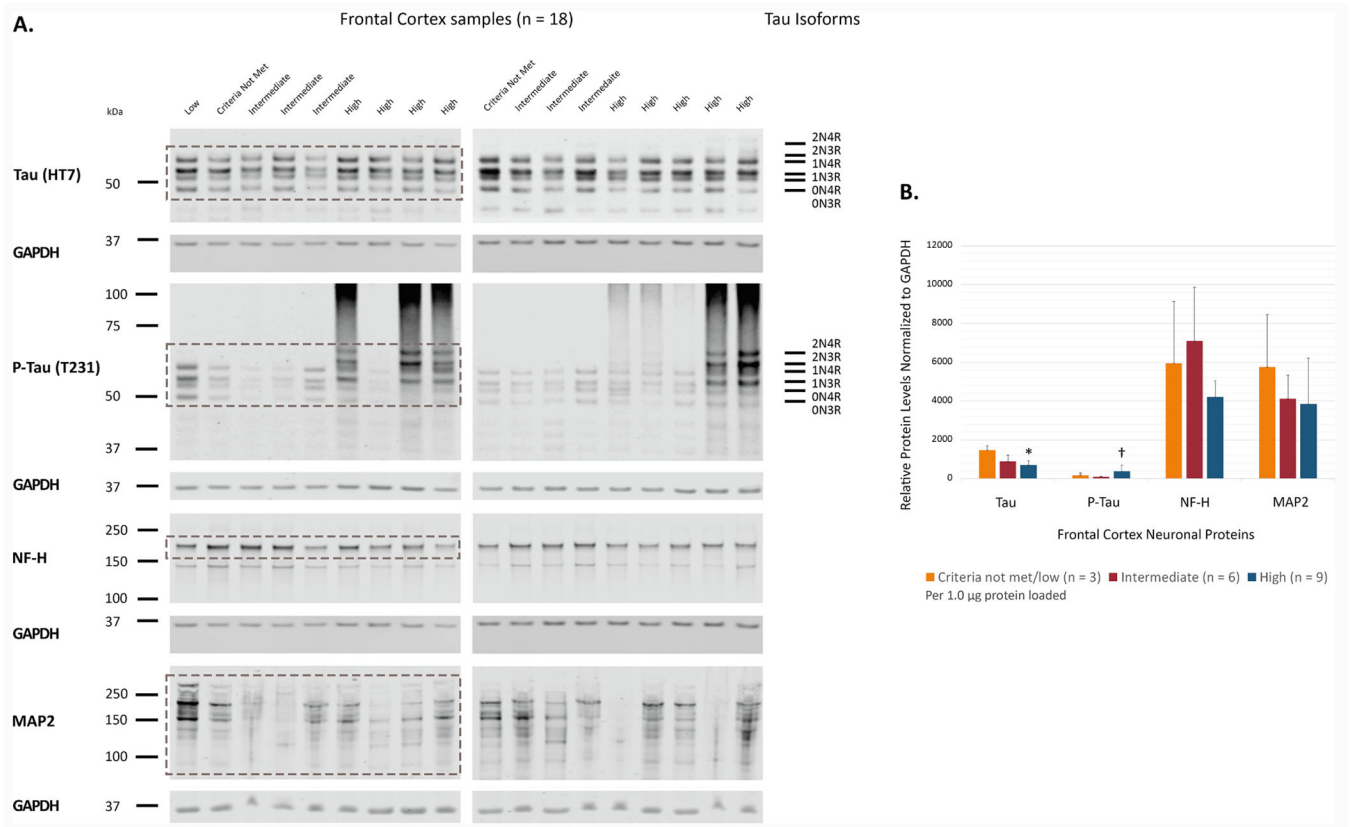 A.
Frontal Cortex samples (n = 18)
Tau Isoforms
kDa
Low
Criteria Not Met
Intermediate
Intermediate
Intermediate
High
High
High
High
Criteria Not Met
Intermediate
Intermediate
Intermedaite
High
High
High
High
High
Tau (HT7)
50
2N4R
2N3R
1N4R
1N3R
0N4R
0N3R
GAPDH
37
P-Tau (T231)
100
75
50
37
2N4R
2N3R
1N4R
1N3R
0N4R
0N3R
GAPDH
37
NF-H
250
150
100
GAPDH
37
MAP2
250
150
100
GAPDH
37
B.
Relative Protein Levels Normalized to GAPDH
12000
10000
8000
6000
4000
2000
0
*
†
Tau
P-Tau
NF-H
MAP2
Frontal Cortex Neuronal Proteins
Criteria not met/low (n = 3) Intermediate (n = 6) High (n = 9)
Per 1.0 µg protein loaded